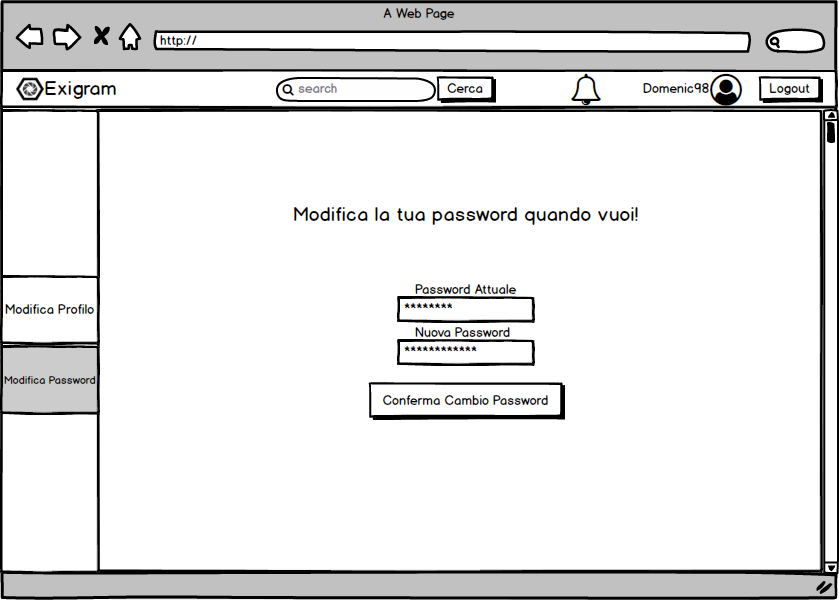 A Web Page
http://
Exigram
search
Cerca
Domenic98
Logout
Modifica la tua password quando vuoi!
Modifica Profilo
Modifica Password
Password Attuale
********
Nuova Password
************
Conferma Cambio Password